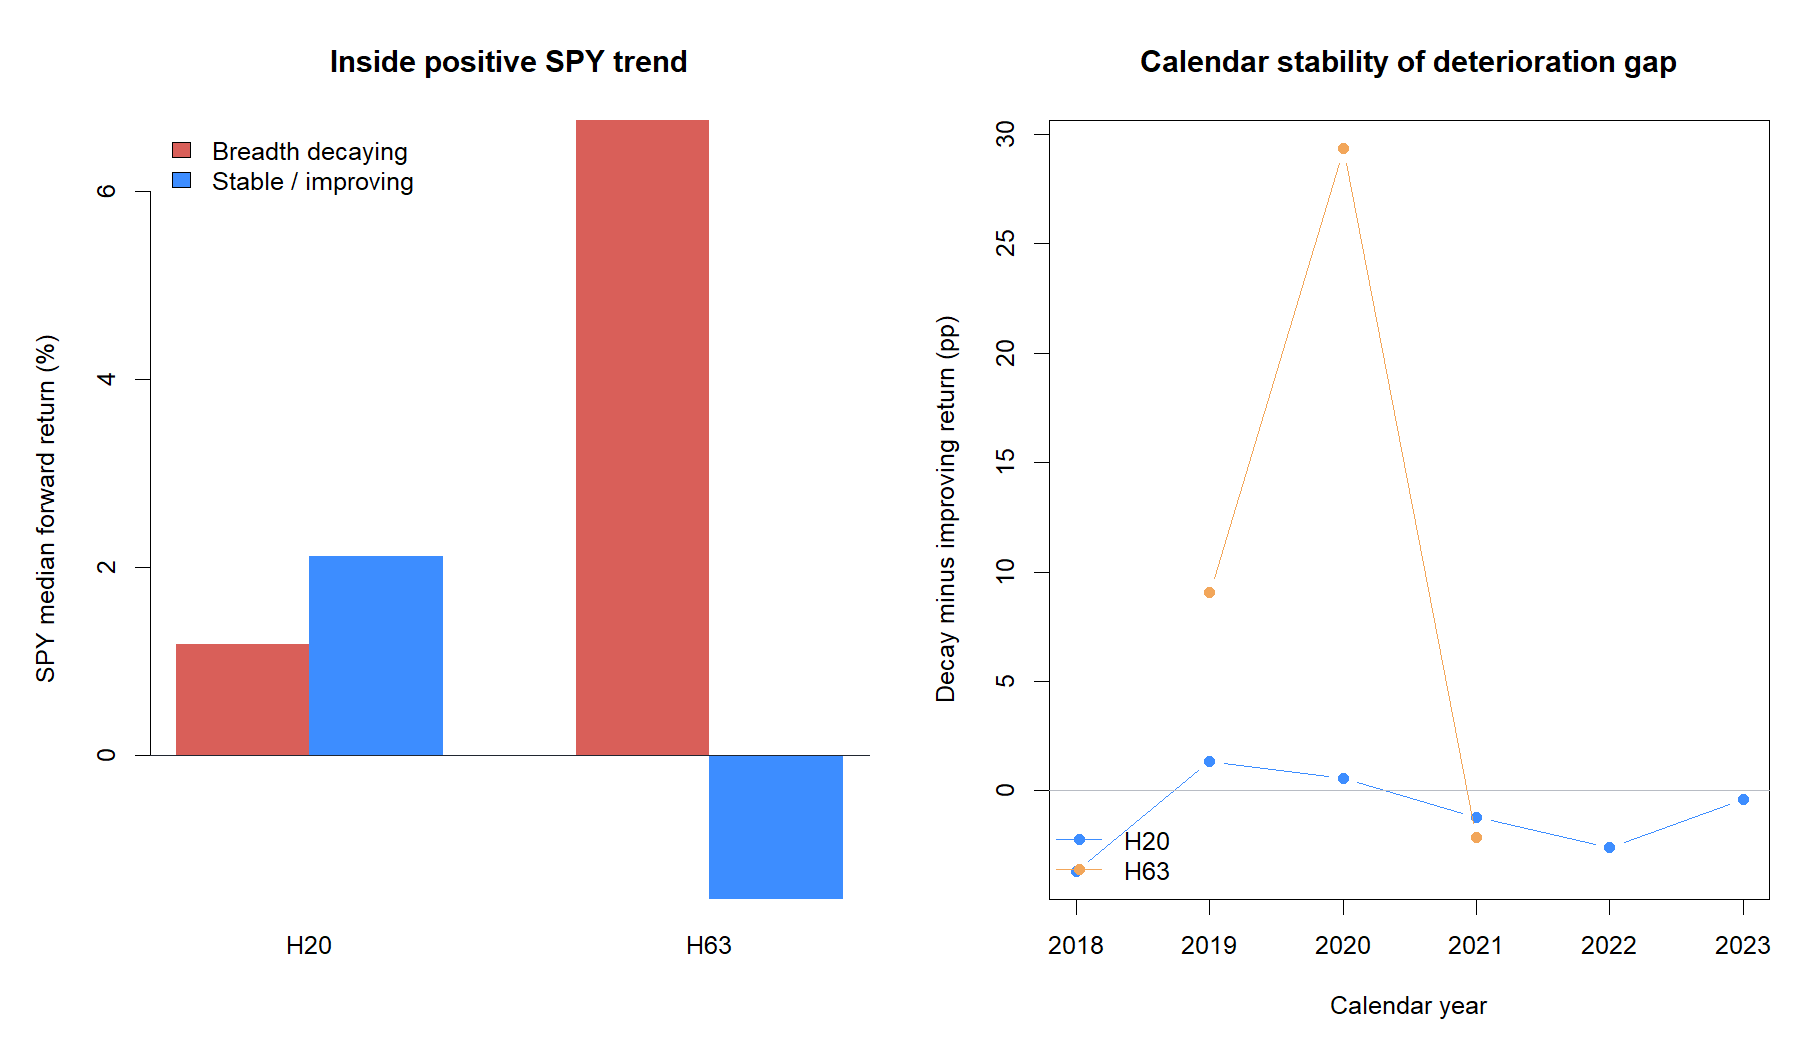 Inside positive SPY trend
Breadth decaying
Stable / improving
SPY median forward return (%)
6
4
2
0
H20
H63
Calendar stability of deterioration gap
Decay minus improving return (pp)
30
25
20
15
10
5
0
H20
H63
2018
2019
2020
2021
2022
2023
Calendar year